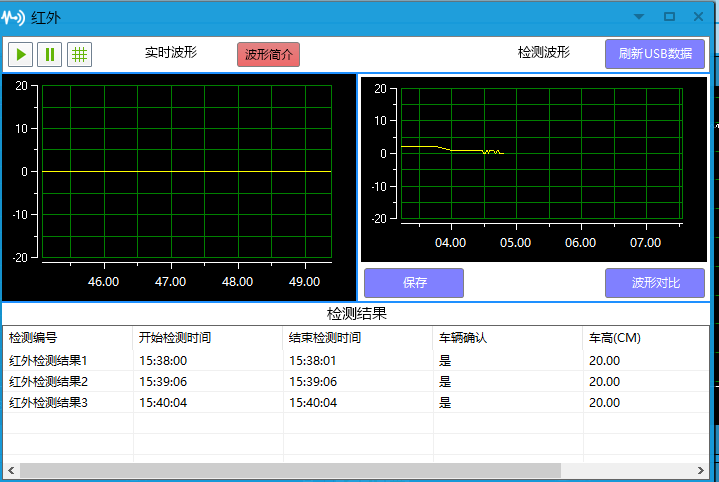 红外
实时波形 波形简介 检测波形 刷新USB数据
20
10
0
-10
-20
46.00 47.00 48.00 49.00
20
10
0
-10
-20
04.00 05.00 06.00 07.00
保存 波形对比
检测结果
检测编号 开始检测时间 结束检测时间 车辆确认 车高(CM)
红外检测结果1 15:38:00 15:38:01 是 20.00
红外检测结果2 15:39:06 15:39:06 是 20.00
红外检测结果3 15:40:04 15:40:04 是 20.00